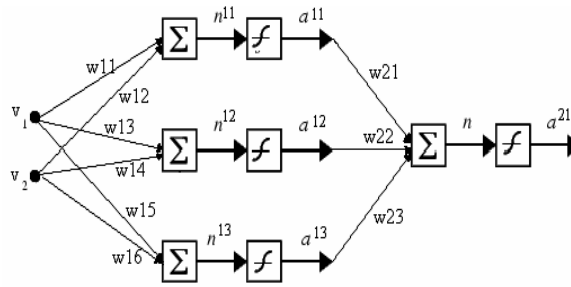 n11 a11
Σ ƒ
w11
w12
w21
v1
w13
n12 a12
Σ ƒ
w22
n a21
Σ ƒ
v2
w14
w15
w23
w16
n13 a13
Σ ƒ